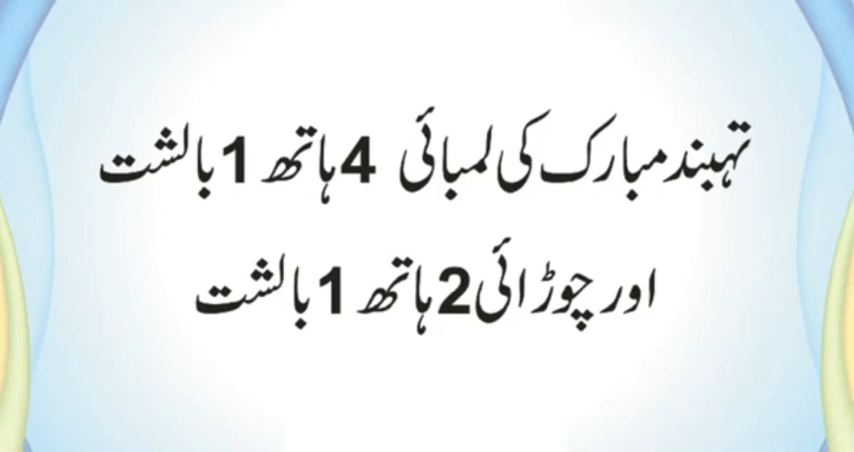 تہبند مبارک کی لمبائی 4 ہاتھ 1 بالشت
اور چوڑائی 2 ہاتھ 1 بالشت